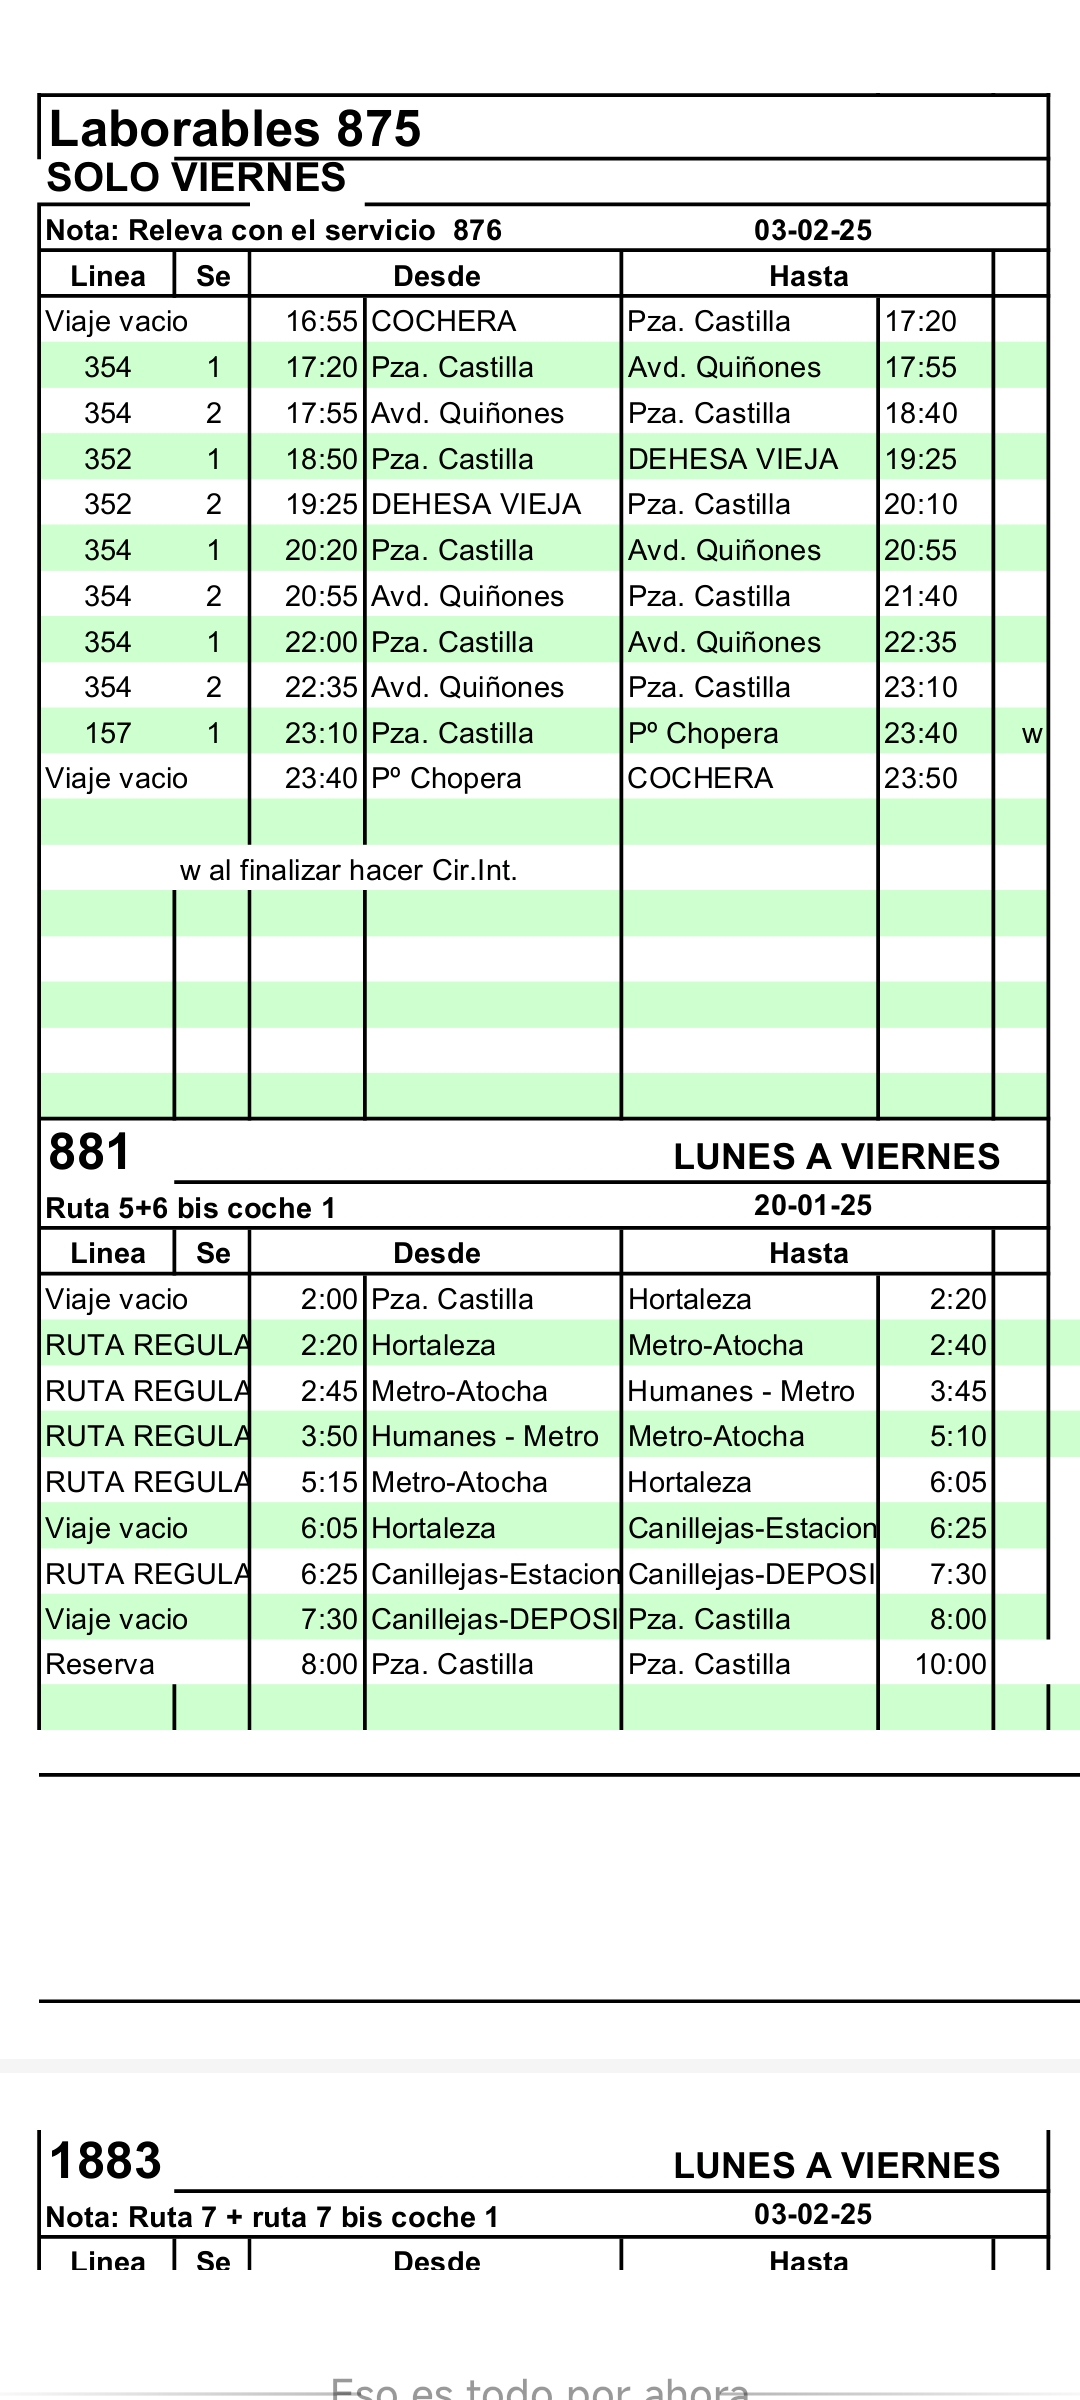 Laborables 875
SOLO VIERNES
Nota: Releva con el servicio 876 03-02-25
Linea Se Desde Hasta
Viaje vacio 16:55 COCHERA Pza. Castilla 17:20
354 1 17:20 Pza. Castilla Avd. Quiñones 17:55
354 2 17:55 Avd. Quiñones Pza. Castilla 18:40
352 1 18:50 Pza. Castilla DEHESA VIEJA 19:25
352 2 19:25 DEHESA VIEJA Pza. Castilla 20:10
354 1 20:20 Pza. Castilla Avd. Quiñones 20:55
354 2 20:55 Avd. Quiñones Pza. Castilla 21:40
354 1 22:00 Pza. Castilla Avd. Quiñones 22:35
354 2 22:35 Avd. Quiñones Pza. Castilla 23:10
157 1 23:10 Pza. Castilla Pº Chopera 23:40 w
Viaje vacio 23:40 Pº Chopera COCHERA 23:50
w al finalizar hacer Cir.Int.
881 LUNES A VIERNES
Ruta 5+6 bis coche 1 20-01-25
Linea Se Desde Hasta
Viaje vacio 2:00 Pza. Castilla Hortaleza 2:20
RUTA REGULA 2:20 Hortaleza Metro-Atocha 2:40
RUTA REGULA 2:45 Metro-Atocha Humanes - Metro 3:45
RUTA REGULA 3:50 Humanes - Metro Metro-Atocha 5:10
RUTA REGULA 5:15 Metro-Atocha Hortaleza 6:05
Viaje vacio 6:05 Hortaleza Canillejas-Estacion 6:25
RUTA REGULA 6:25 Canillejas-Estacion Canillejas-DEPOSI 7:30
Viaje vacio 7:30 Canillejas-DEPOSI Pza. Castilla 8:00
Reserva 8:00 Pza. Castilla Pza. Castilla 10:00
1883 LUNES A VIERNES
Nota: Ruta 7 + ruta 7 bis coche 1 03-02-25
Linea Se Desde Hasta
Eso es todo por ahora